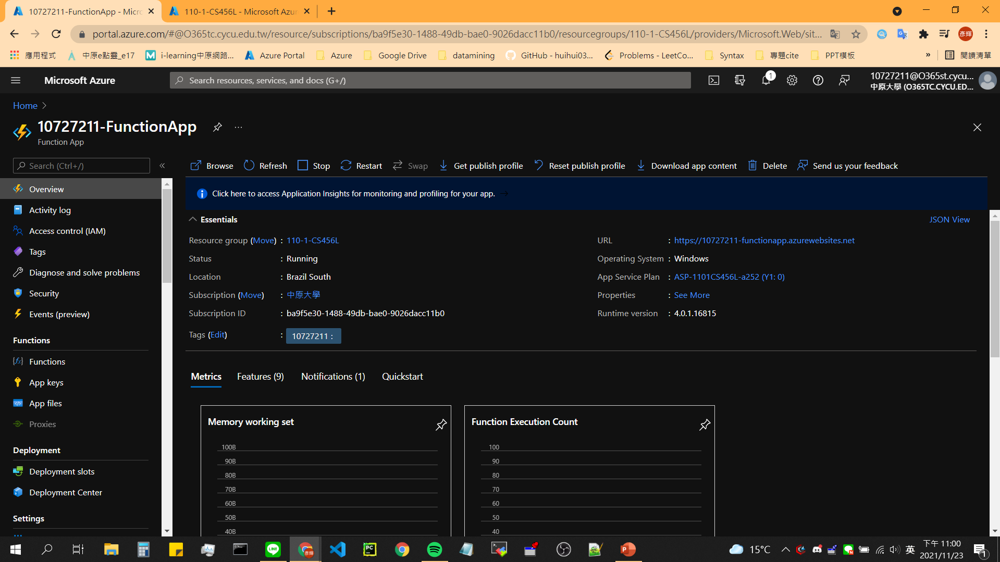 10727211-FunctionApp - Micr
110-1-CS456L - Microsoft Azu
portal.azure.com/#@O365tc.cycu.edu.tw/resource/subscriptions/ba9f5e30-1488-49db-bae0-9026dacc11b0/resourcegroups/110-1-CS456L/providers/Microsoft.Web/sit...
彥輝
應用程式
中原e點靈_e17
i-learning中原網路...
Azure Portal
Azure
Google Drive
datamining
GitHub - huihui03...
Problems - LeetCo...
Syntax
專題cite
PPT模板
»
閱讀清單
Microsoft Azure
Search resources, services, and docs (G+/)
1
10727211@O365st.cycu...
中原大學 (O365TC.CYCU.ED...
Home
10727211-FunctionApp
...
Function App
Search (Ctrl+/)
«
Browse
Refresh
Stop
Restart
Swap
Get publish profile
Reset publish profile
Download app content
Delete
Send us your feedback
Overview
Activity log
Access control (IAM)
Tags
Diagnose and solve problems
Security
Events (preview)
Functions
Functions
App keys
App files
Proxies
Deployment
Deployment slots
Deployment Center
Settings
Click here to access Application Insights for monitoring and profiling for your app. →
Essentials
JSON View
Resource group (Move) : 110-1-CS456L
Status : Running
Location : Brazil South
Subscription (Move) : 中原大學
Subscription ID : ba9f5e30-1488-49db-bae0-9026dacc11b0
Tags (Edit) : 10727211 :
URL : https://10727211-functionapp.azurewebsites.net
Operating System : Windows
App Service Plan : ASP-1101CS456L-a252 (Y1: 0)
Properties : See More
Runtime version : 4.0.1.16815
Metrics
Features (9)
Notifications (1)
Quickstart
Memory working set
100B
90B
80B
70B
60B
50B
40B
Function Execution Count
100
90
80
70
60
50
40
LINE
PC
15°C
英
下午 11:00
2021/11/23
1